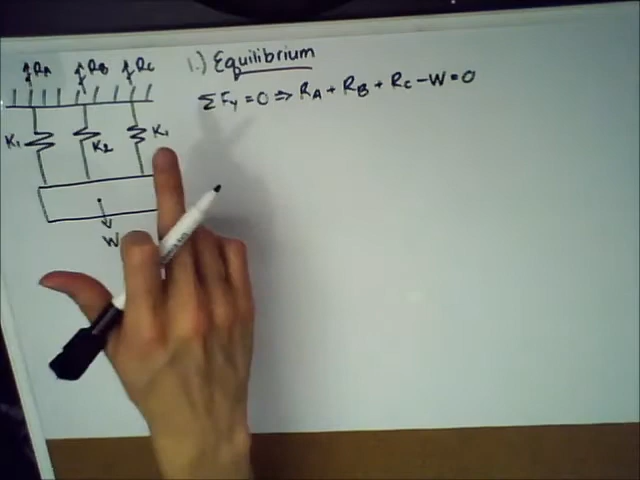 RA RB RC
1.) Equilibrium
ΣFy=0 ⇒ RA + RB + RC - W=0
K1 K2 K1
W